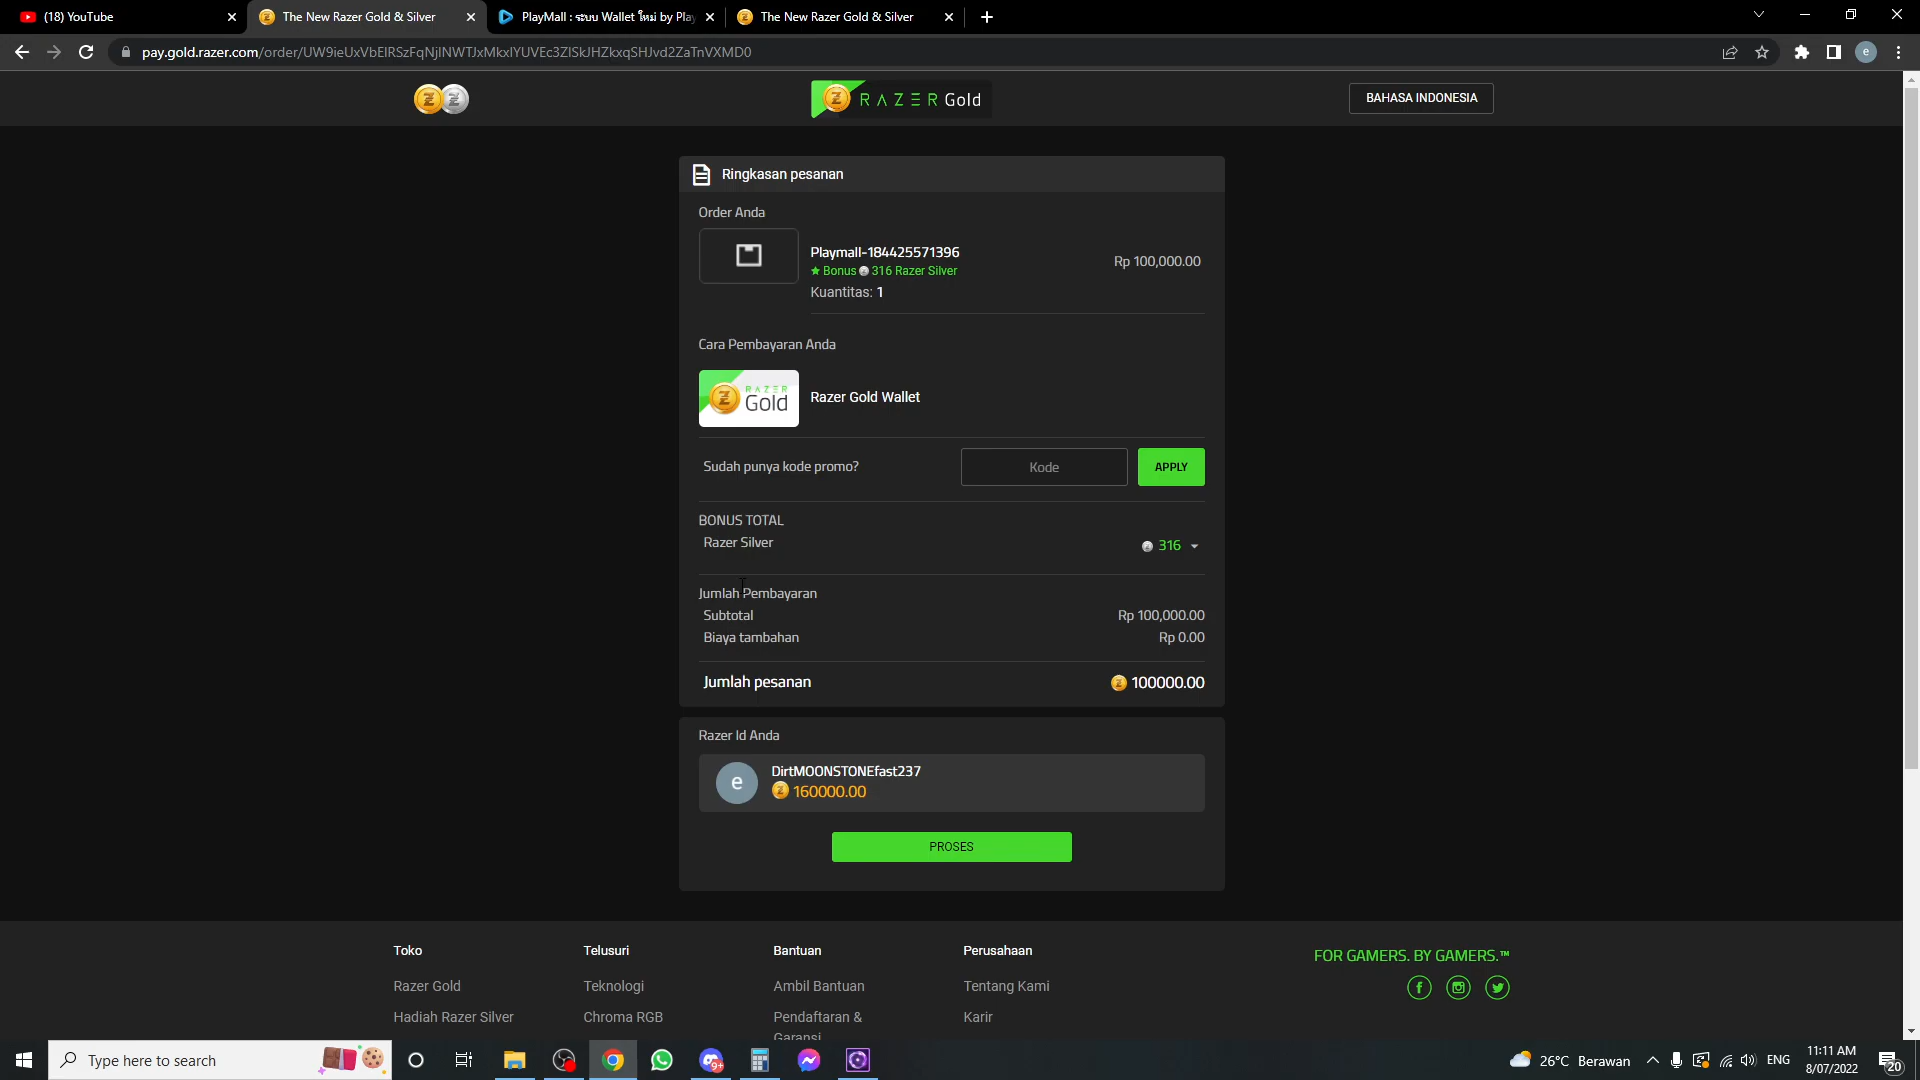 (18) YouTube
The New Razer Gold & Silver
PlayMall : ระบบ Wallet ใหม่ by Play
The New Razer Gold & Silver
pay.gold.razer.com/order/
e
RAZER Gold
BAHASA INDONESIA
Ringkasan pesanan
Order Anda
Playmall-184425571396
Rp 100,000.00
Bonus 316 Razer Silver
Kuantitas: 1
Cara Pembayaran Anda
RAZER
Gold
Razer Gold Wallet
Sudah punya kode promo?
Kode
APPLY
BONUS TOTAL
Razer Silver
316
Jumlah Pembayaran
Subtotal
Rp 100,000.00
Biaya tambahan
Rp 0.00
Jumlah pesanan
100000.00
Razer Id Anda
e
DirtMOONSTONEfast237
160000.00
PROSES
Toko
Telusuri
Bantuan
Perusahaan
FOR GAMERS. BY GAMERS.™
Razer Gold
Teknologi
Ambil Bantuan
Tentang Kami
Hadiah Razer Silver
Chroma RGB
Pendaftaran &
Garansi
Karir
Type here to search
9+
26°C Berawan
ENG
11:11 AM
8/07/2022
20